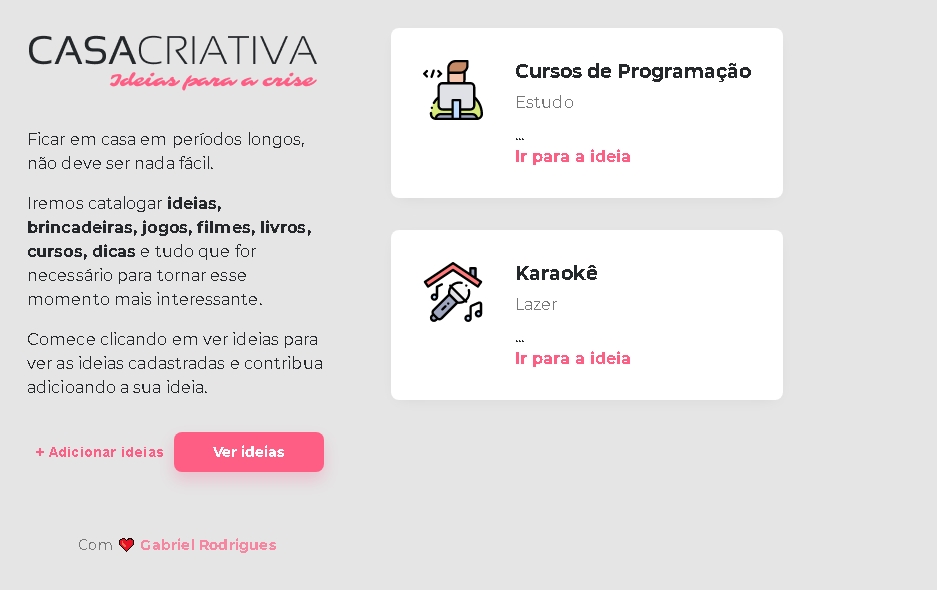 CASACRIATIVA
Ideias para a crise
Ficar em casa em períodos longos,
não deve ser nada fácil.
Iremos catalogar ideias,
brincadeiras, jogos, filmes, livros,
cursos, dicas e tudo que for
necessário para tornar esse
momento mais interessante.
Comece clicando em ver ideias para
ver as ideias cadastradas e contribua
adicioando a sua ideia.
+ Adicionar ideias
Ver ideias
Com ❤ Gabriel Rodrigues
</>
Cursos de Programação
Estudo
...
Ir para a ideia
Karaokê
Lazer
...
Ir para a ideia